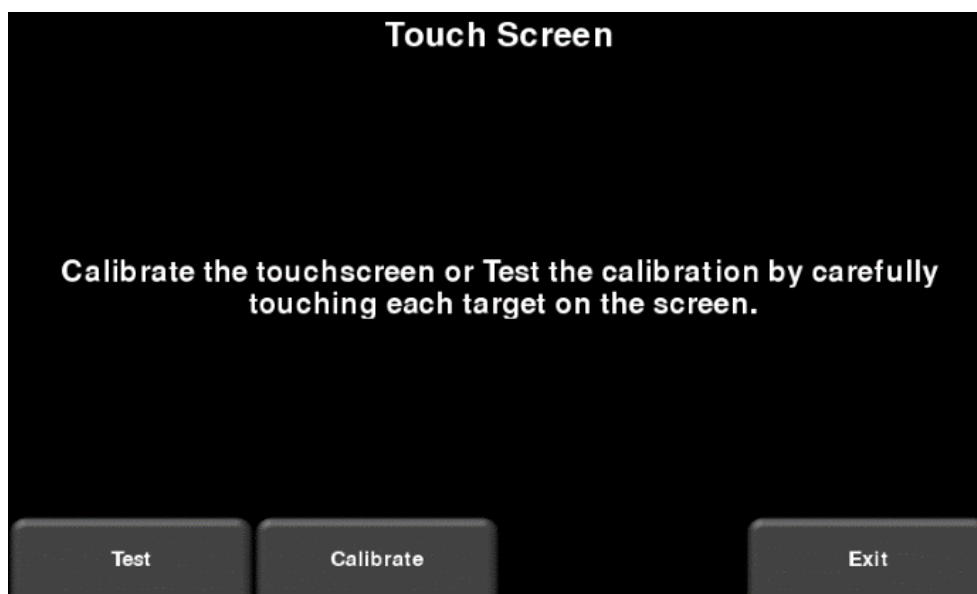 Touch Screen
Calibrate the touchscreen or Test the calibration by carefully
touching each target on the screen.
Test
Calibrate
Exit